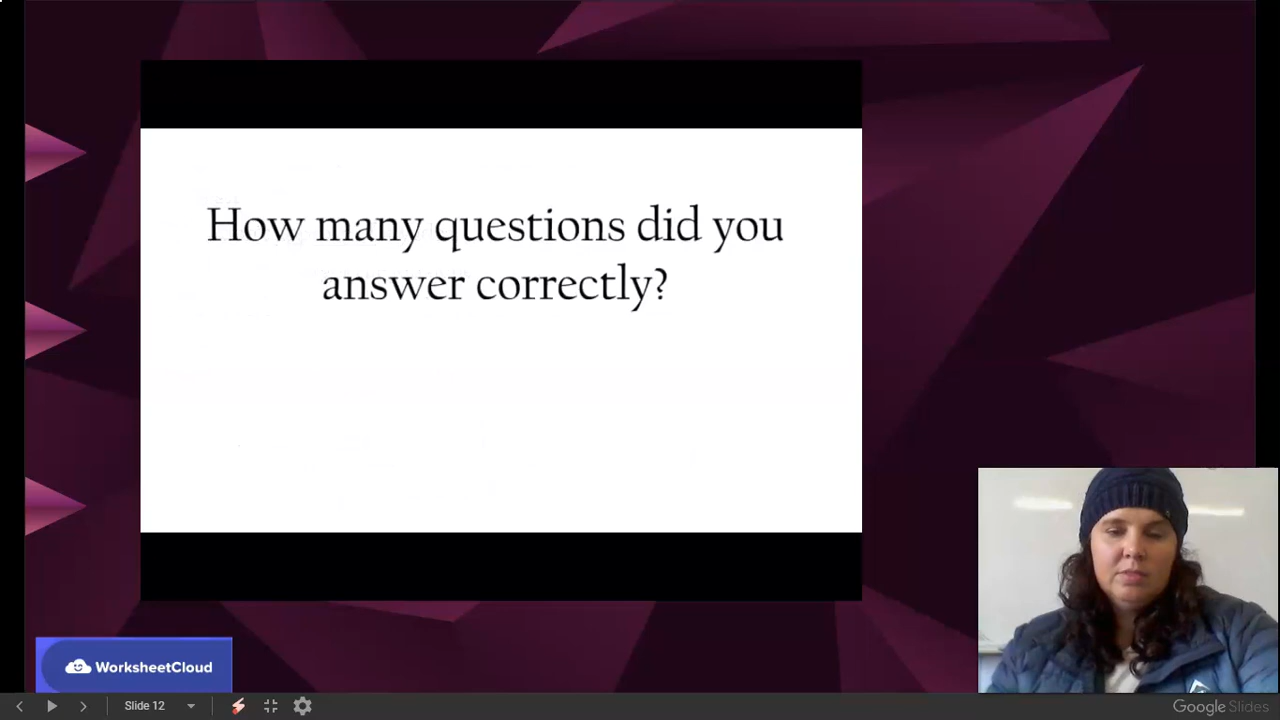 How many questions did you
answer correctly?
WorksheetCloud
Slide 12
Google Slides